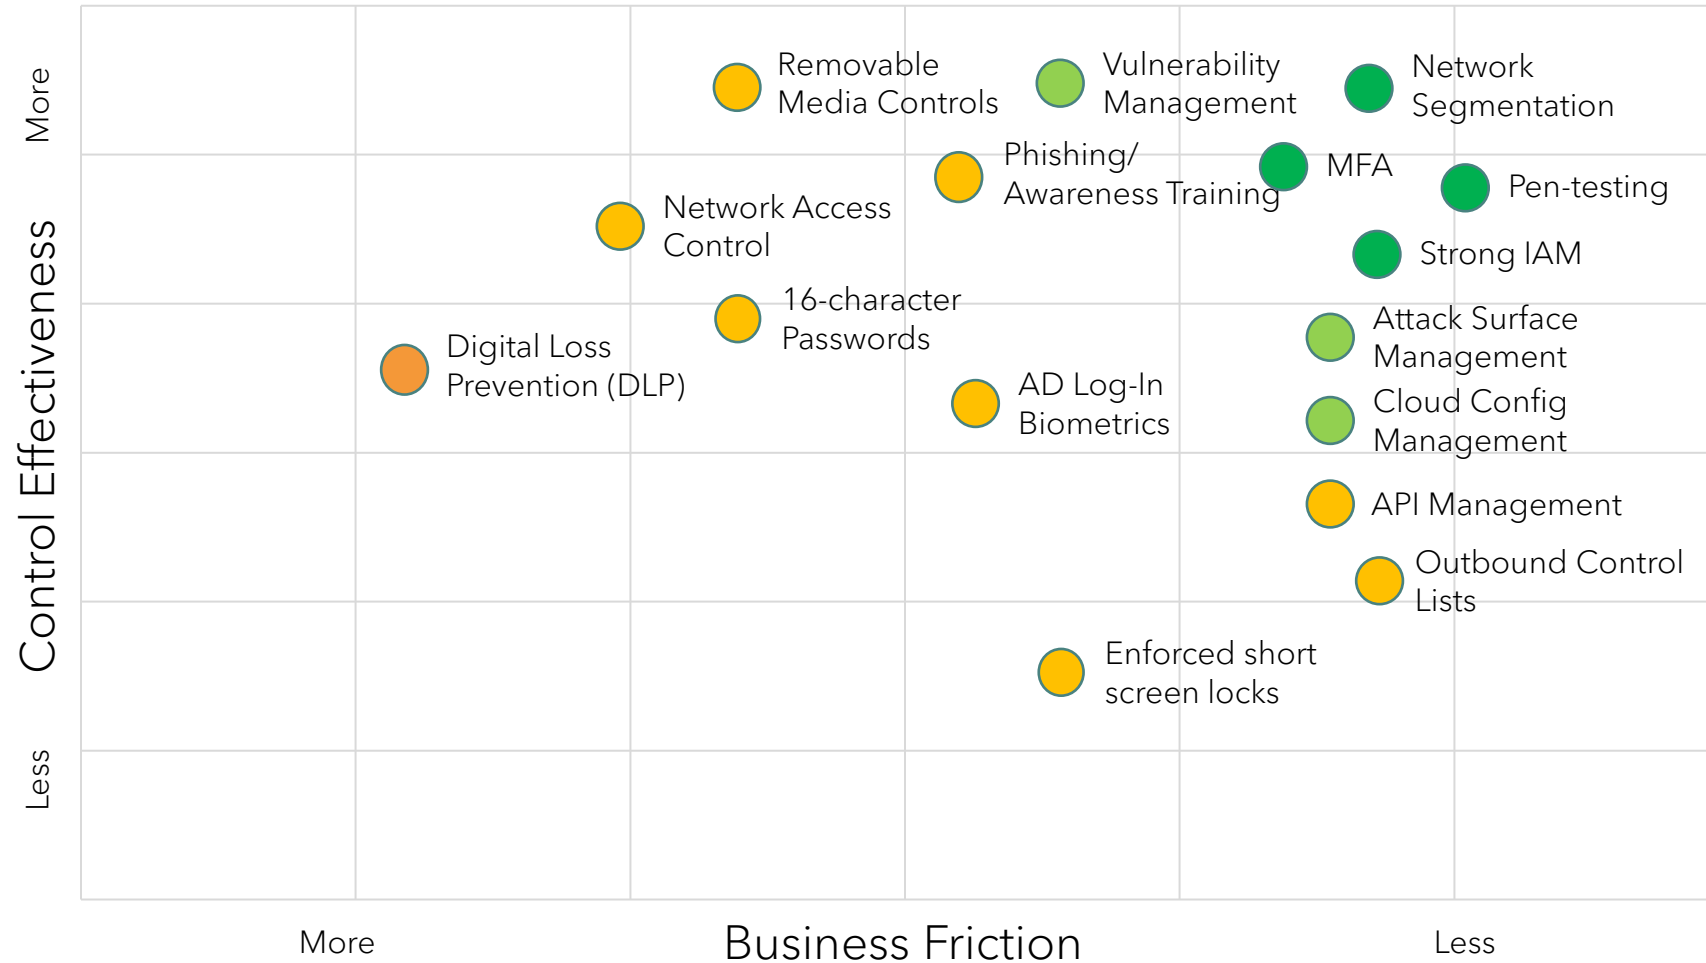 More
Control Effectiveness
Less
Removable
Media Controls
Vulnerability
Management
Network
Segmentation
Phishing/
Awareness Training
MFA
Pen-testing
Network Access
Control
Strong IAM
16-character
Passwords
Attack Surface
Management
Digital Loss
Prevention (DLP)
AD Log-In
Biometrics
Cloud Config
Management
API Management
Outbound Control
Lists
Enforced short
screen locks
More
Business Friction
Less